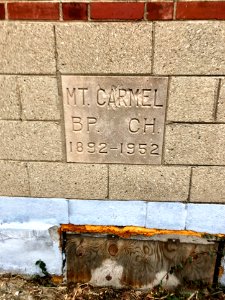 MT. CARMEL
BP. CH.
1892-1952